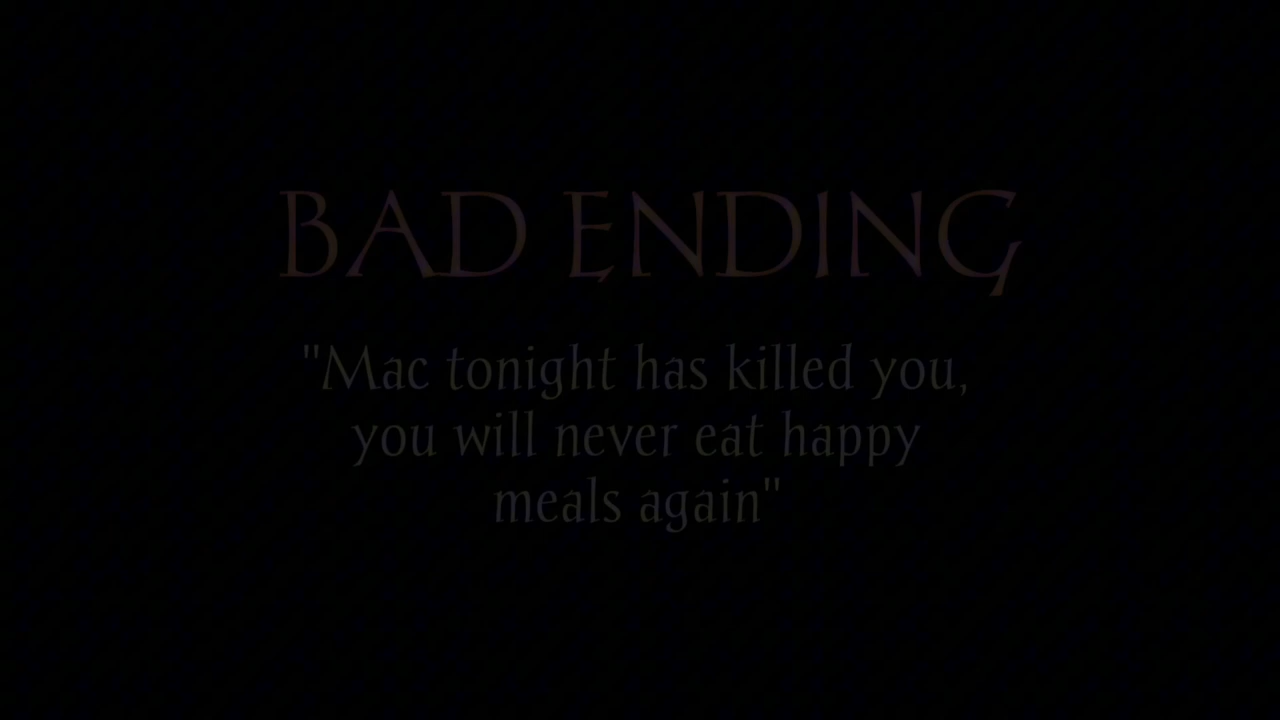 BAD ENDING
"Mac tonight has killed you,
you will never eat happy
meals again"